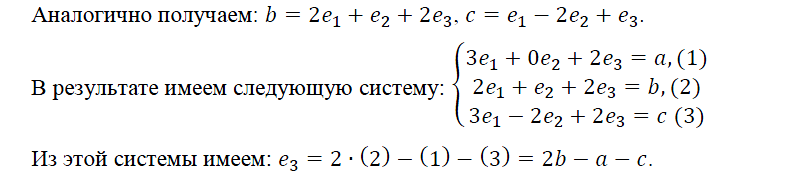 Аналогично получаем: b = 2e₁ + e₂ + 2e₃, c = e₁ − 2e₂ + e₃.
3e₁ + 0e₂ + 2e₃ = a, (1)
В результате имеем следующую систему: { 2e₁ + e₂ + 2e₃ = b, (2)
3e₁ − 2e₂ + 2e₃ = c (3)
Из этой системы имеем: e₃ = 2 · (2) − (1) − (3) = 2b − a − c.